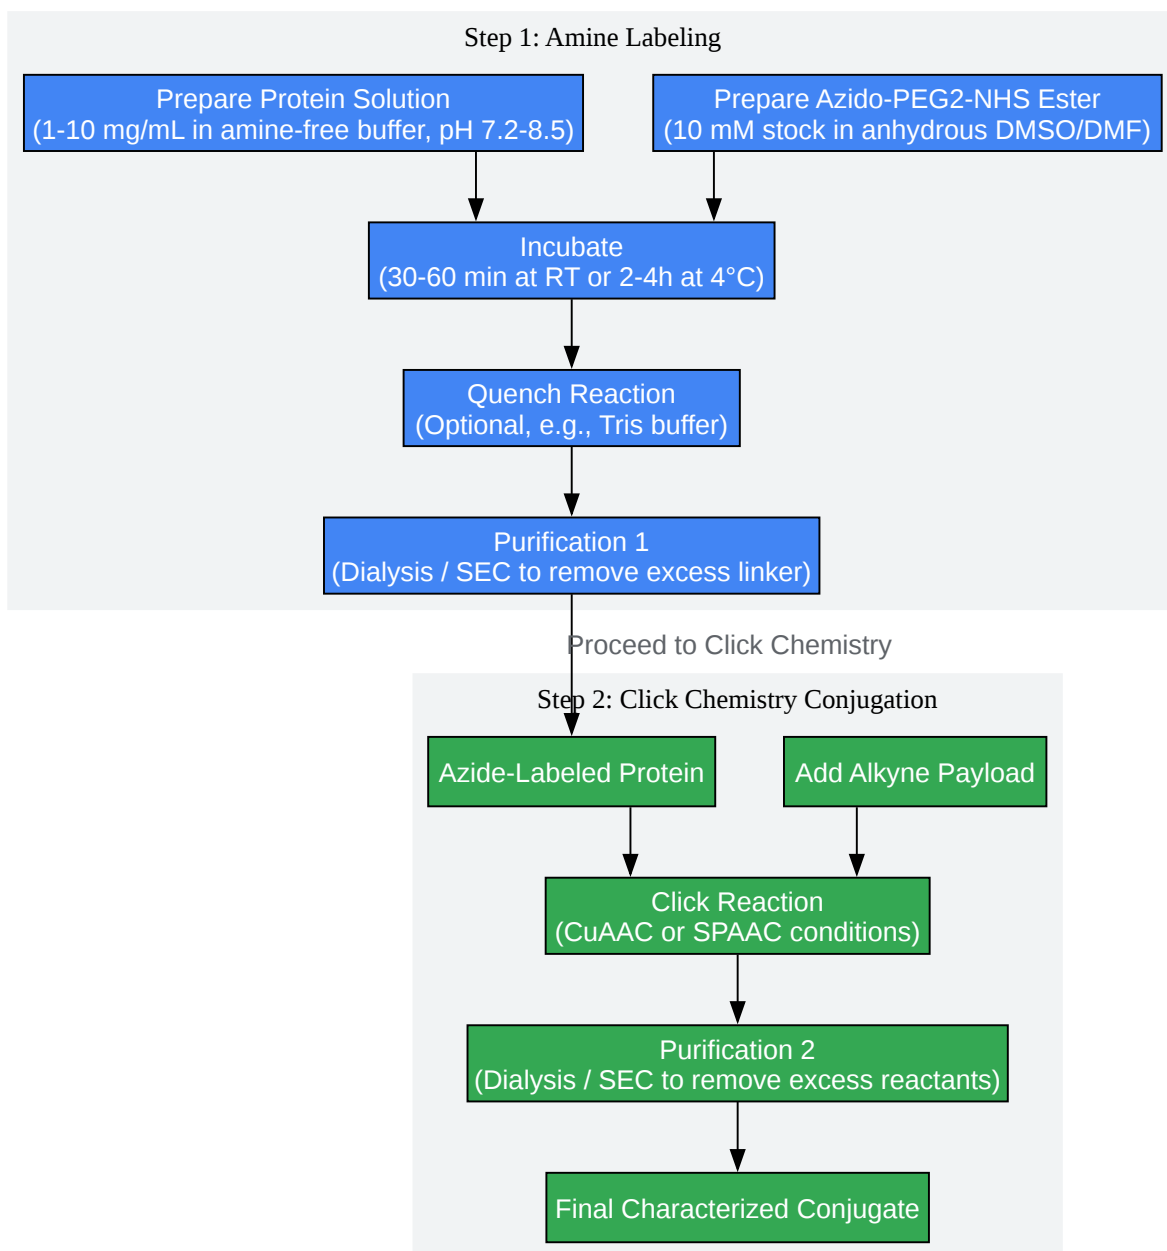 Step 1: Amine Labeling
Prepare Protein Solution
(1-10 mg/mL in amine-free buffer, pH 7.2-8.5)
Prepare Azido-PEG2-NHS Ester
(10 mM stock in anhydrous DMSO/DMF)
Incubate
(30-60 min at RT or 2-4h at 4°C)
Quench Reaction
(Optional, e.g., Tris buffer)
Purification 1
(Dialysis / SEC to remove excess linker)
Proceed to Click Chemistry
Step 2: Click Chemistry Conjugation
Azide-Labeled Protein
Add Alkyne Payload
Click Reaction
(CuAAC or SPAAC conditions)
Purification 2
(Dialysis / SEC to remove excess reactants)
Final Characterized Conjugate